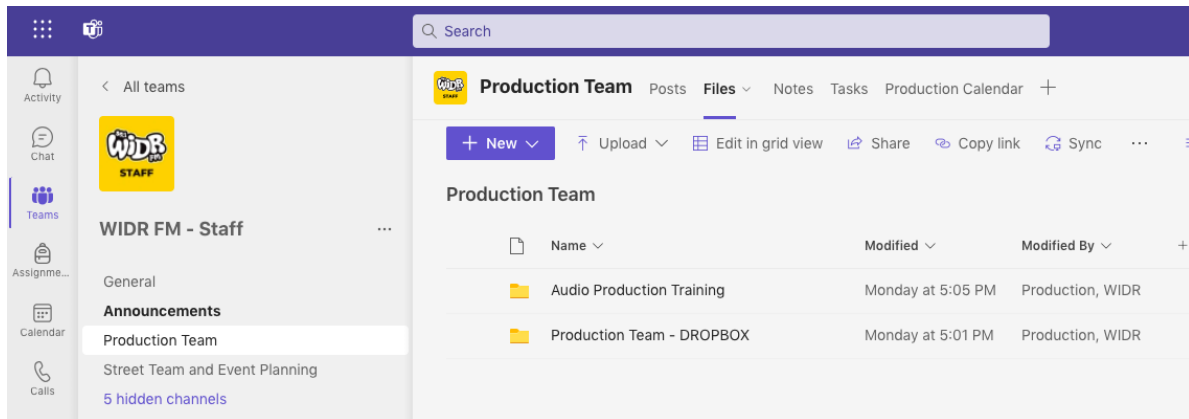 Search
Activity
Chat
Teams
Assignme...
Calendar
Calls
All teams
WIDR FM
STAFF
WIDR FM - Staff
General
Announcements
Production Team
Street Team and Event Planning
5 hidden channels
WIDR
STAFF
Production Team Posts Files Notes Tasks Production Calendar
New Upload Edit in grid view Share Copy link Sync ...
Production Team
Name Modified Modified By
Audio Production Training Monday at 5:05 PM Production, WIDR
Production Team - DROPBOX Monday at 5:01 PM Production, WIDR